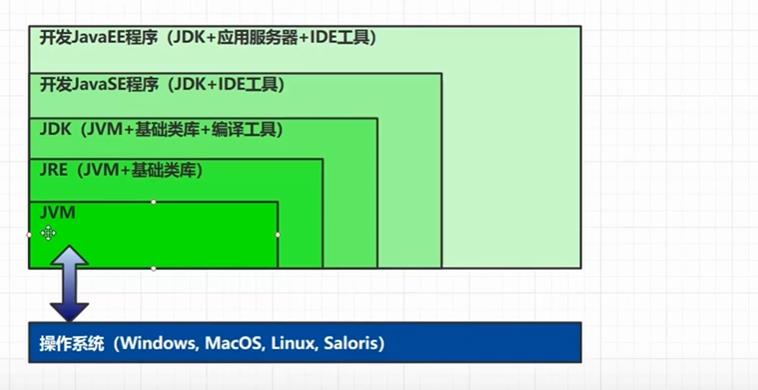 开发JavaEE程序（JDK+应用服务器+IDE工具）
开发JavaSE程序（JDK+IDE工具）
JDK（JVM+基础类库+编译工具）
JRE（JVM+基础类库）
JVM
操作系统（Windows, MacOS, Linux, Saloris）